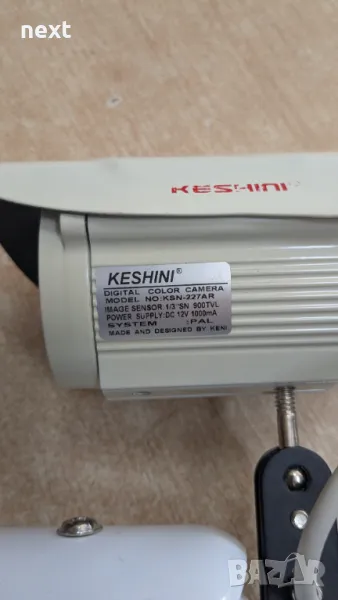 next
KESHINI
KESHINI®
DIGITAL COLOR CAMERA
MODEL NO:KSN-227AR
IMAGE SENSOR 1/3"SN 900TVL
POWER SUPPLY:DC 12V 1000mA
SYSTEM :PAL
MADE AND DESIGNED BY KENI
BAZAR